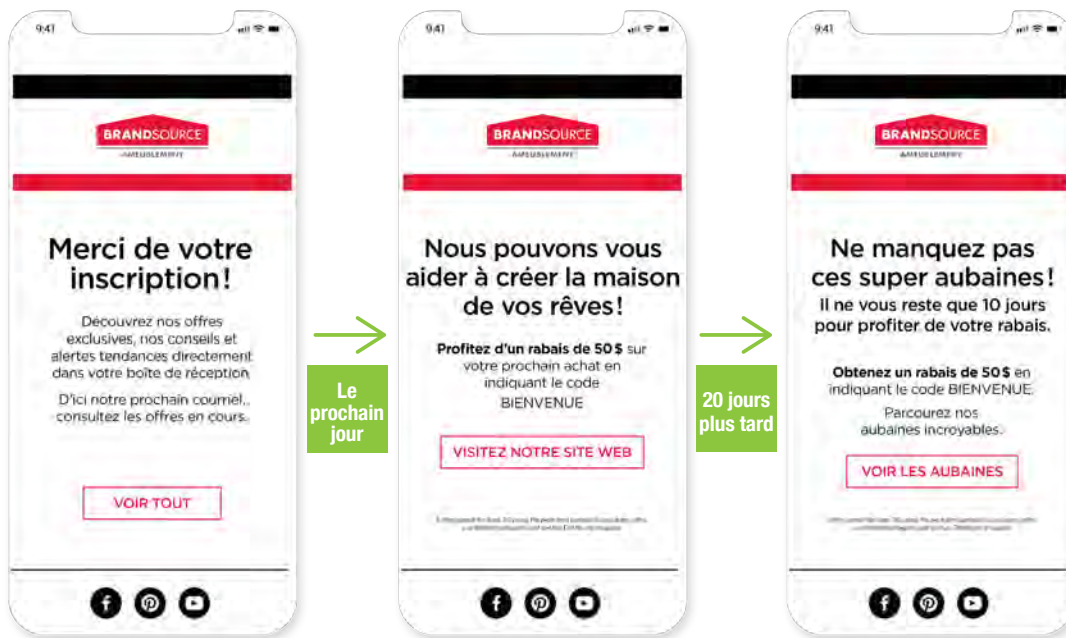 9:41
BRANDSOURCE
AMEUBLEMENT
Merci de votre
inscription!
Découvrez nos offres
exclusives, nos conseils et
alertes tendances directement
dans votre boîte de réception
D'ici notre prochain courriel,
consultez les offres en cours.
VOIR TOUT
Le
prochain
jour
9:41
BRANDSOURCE
AMEUBLEMENT
Nous pouvons vous
aider à créer la maison
de vos rêves!
Profitez d'un rabais de 50$ sur
votre prochain achat en
indiquant le code
BIENVENUE
VISITEZ NOTRE SITE WEB
20 jours
plus tard
9:41
BRANDSOURCE
AMEUBLEMENT
Ne manquez pas
ces super aubaines!
Il ne vous reste que 10 jours
pour profiter de votre rabais.
Obtenez un rabais de 50$ en
indiquant le code BIENVENUE.
Parcourez nos
aubaines incroyables.
VOIR LES AUBAINES